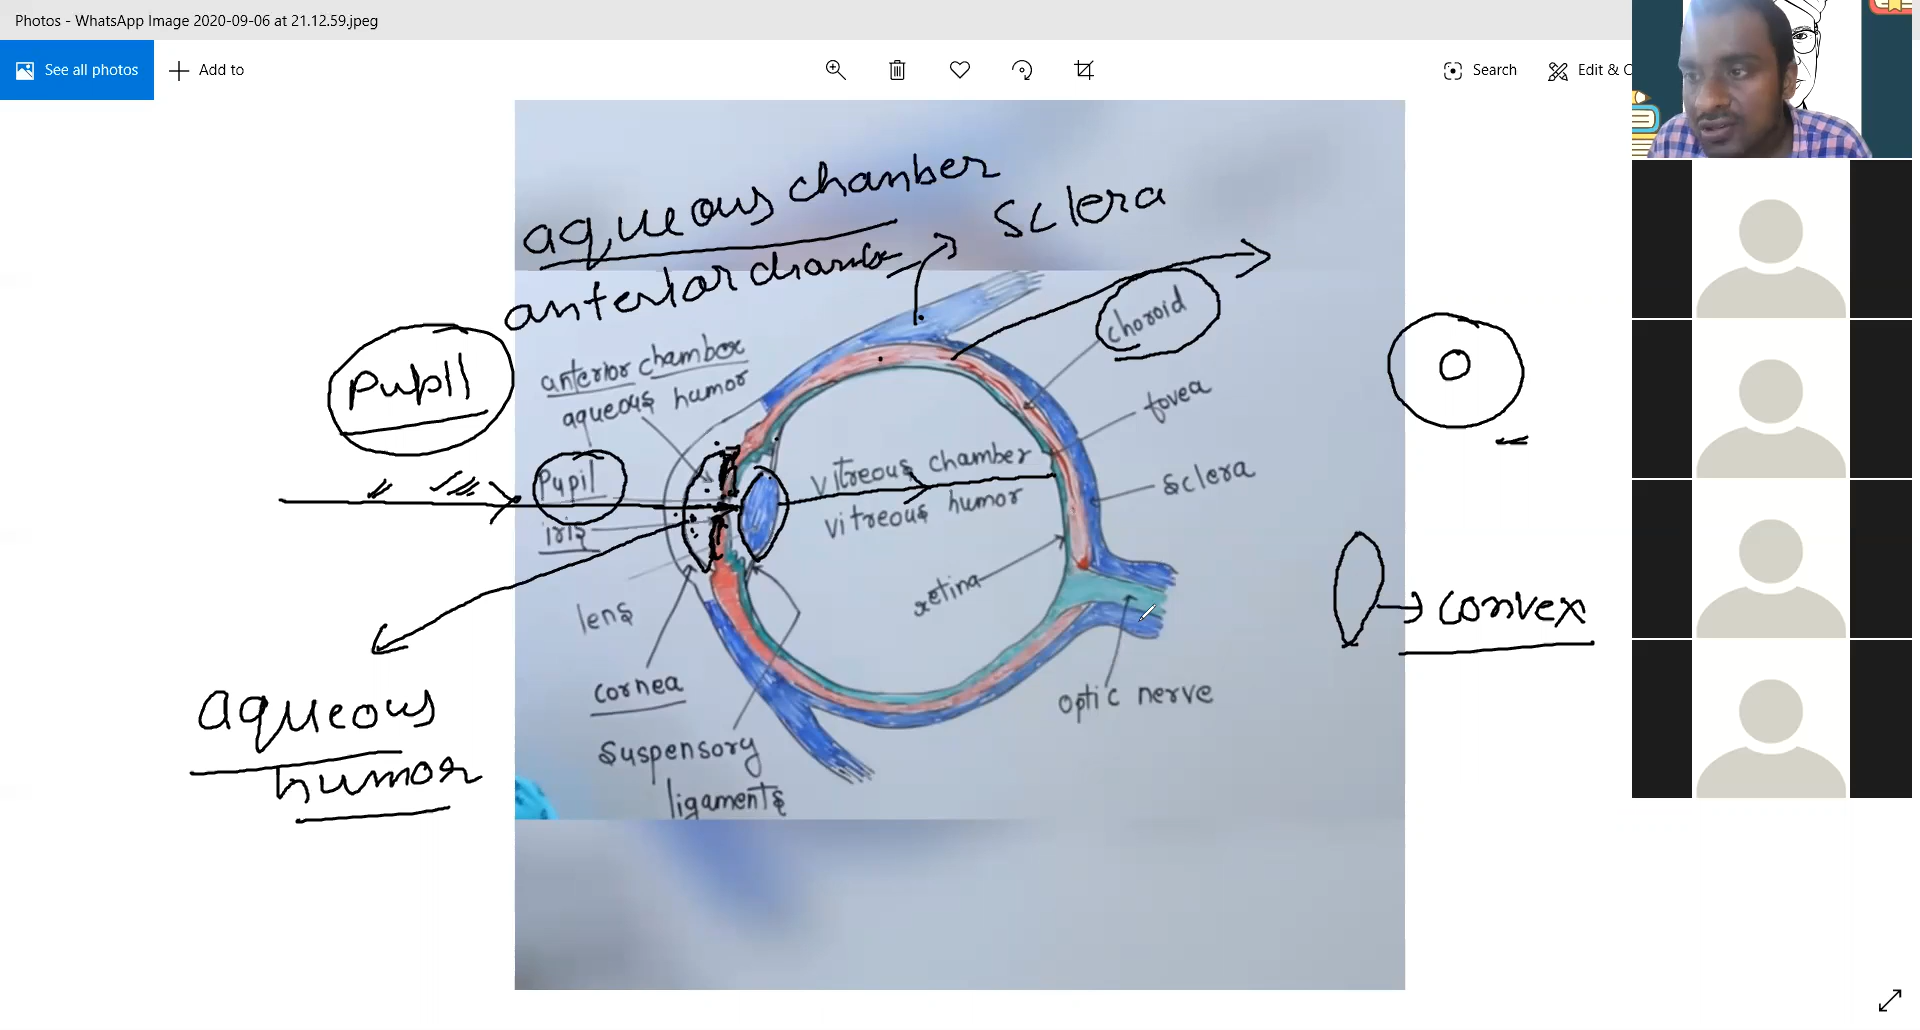 Photos - WhatsApp Image 2020-09-06 at 21.12.59.jpeg
See all photos
Add to
Search
Edit & C
aqueous chamber
sclera
anterior chamber
choroid
anterior chamber
aqueous humor
Pupil
fovea
vitreous chamber
sclera
Pupil
vitreous humor
iris
retina
lens
convex
cornea
optic nerve
aqueous
humor
suspensory
ligaments